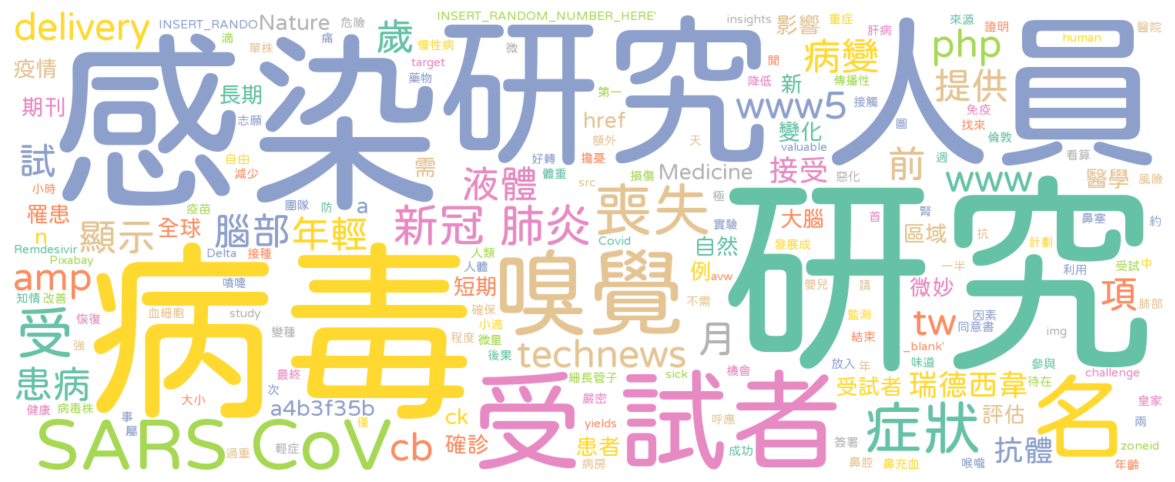 delivery
INSERT_RANDO
Nature
危險
INSERT_RANDOM_NUMBER_HERE'
insights
影響
重症
來源
證明
human
醫院
滴
單株
痛
歲
慢性病
微
肝病
php
疫情
感染
研究人員
病變
target
藥物
聞
降低
傳播性
提供
期刊
長期
志願
第一
新
www5
接觸
免疫
找來
倫敦
href
額外
天
變化
valuable
圖
週
看算
試
自由
減少
好轉
擔憂
體重
損傷
Medicine
接受
惡化
前
www
醫學
風險
需
小時
疫苗
團隊
防
a
液體
src
極
喪失
研究
罹患
顯示
全球
腦部
年輕
新冠 肺炎
實驗
大腦
首
腎
鼻塞
約
n
Remdesivir
Pixabay
Delta
接種
人類
人體
Covid
自然
發展成
區域
抗
計劃
amp
知情
改善
噴嚏
病毒
短期
嗅覺
例
avw
不需
嬰兒
講
一半
利用
受試
中
微妙
項
肺部
受
恢復
強
血細胞
study
變種
確保
程度
小滴
微量
後果
technews
月
監測
結束
tw
_blank'
因素
同意書
img
患病
最終
次
大小
健康
病毒株
事
屬
a4b3f35b
僅
ck
受試者
細長管子
嚴密
sick
機會
受試者
放入
年
味道
瑞德西韋
參與
待在
challenge
名
皇家
兩
SARS CoV
過重
輕症
cb
確診
患者
yields
病房
呼應
成功
簽署
鼻腔
鼻充血
症狀
喉嚨
評估
抗體
zoneid
年齡